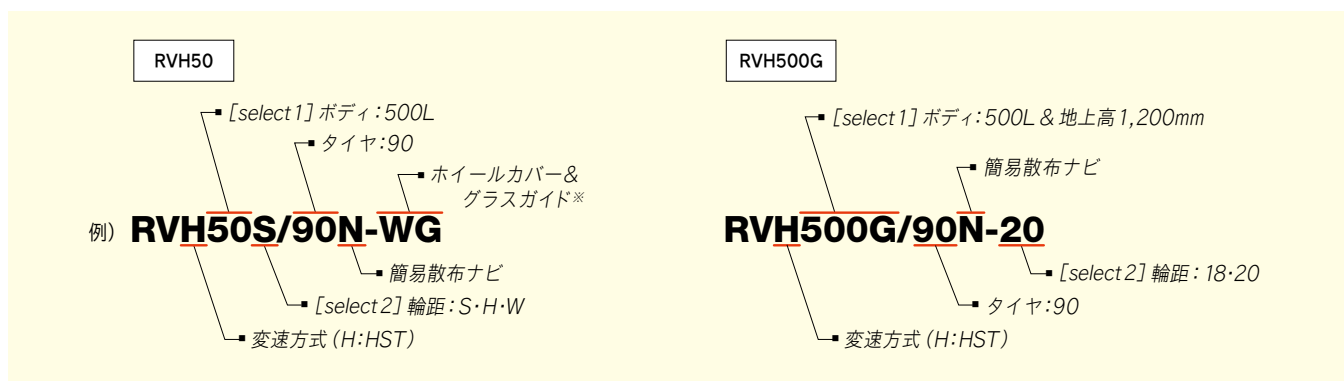 RVH50
[select1]ボディ:500L
タイヤ:90
ホイールカバー&
グラスガイド※
例) RVH50S/90N-WG
簡易散布ナビ
[select2]輪距:S・H・W
変速方式(H:HST)
RVH500G
[select1]ボディ:500L & 地上高1,200mm
簡易散布ナビ
RVH500G/90N-20
[select2]輪距:18・20
タイヤ:90
変速方式(H:HST)